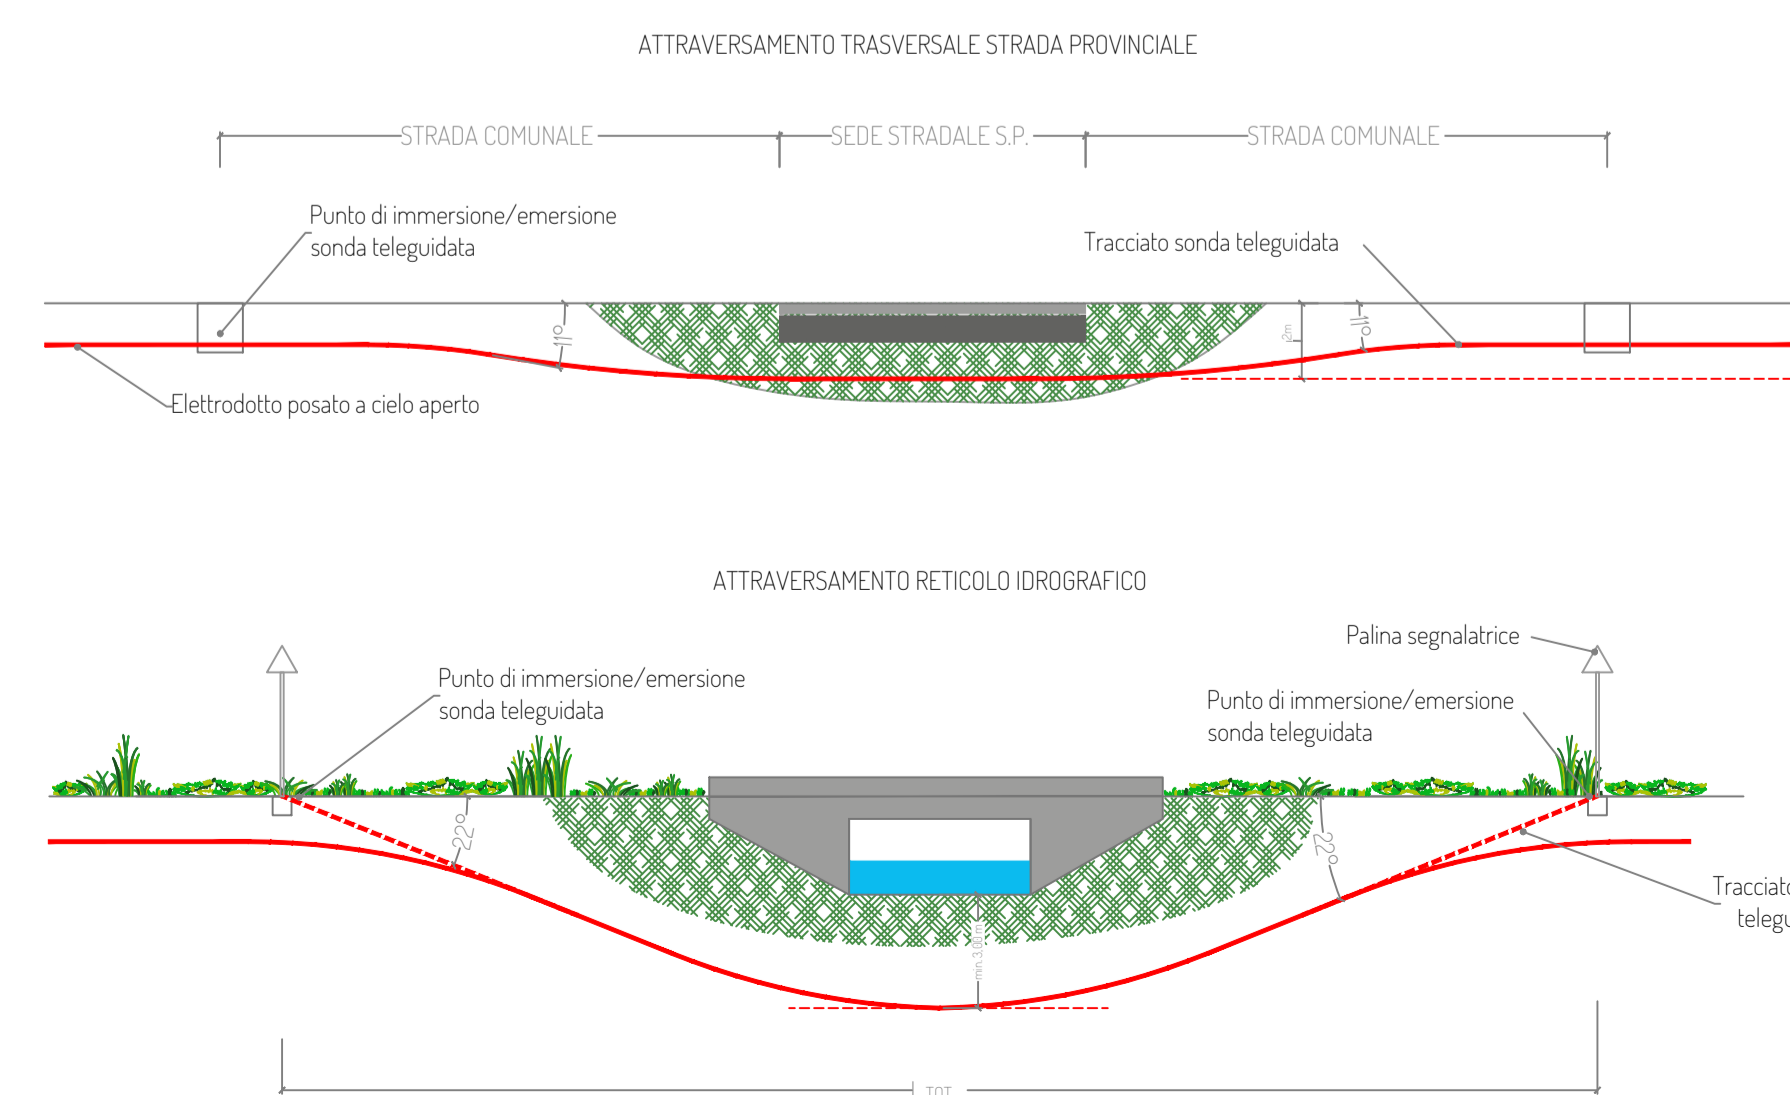 ATTRAVERSAMENTO TRASVERSALE STRADA PROVINCIALE
STRADA COMUNALE
SEDE STRADALE S.P.
STRADA COMUNALE
Punto di immersione/emersione
sonda teleguidata
Tracciato sonda teleguidata
11°
11°
Elettrodotto posato a cielo aperto
ATTRAVERSAMENTO RETICOLO IDROGRAFICO
Palina segnalatrice
Punto di immersione/emersione
sonda teleguidata
Punto di immersione/emersione
sonda teleguidata
22°
22°
Tracciato
telegu
min. 3,00 m
TOT